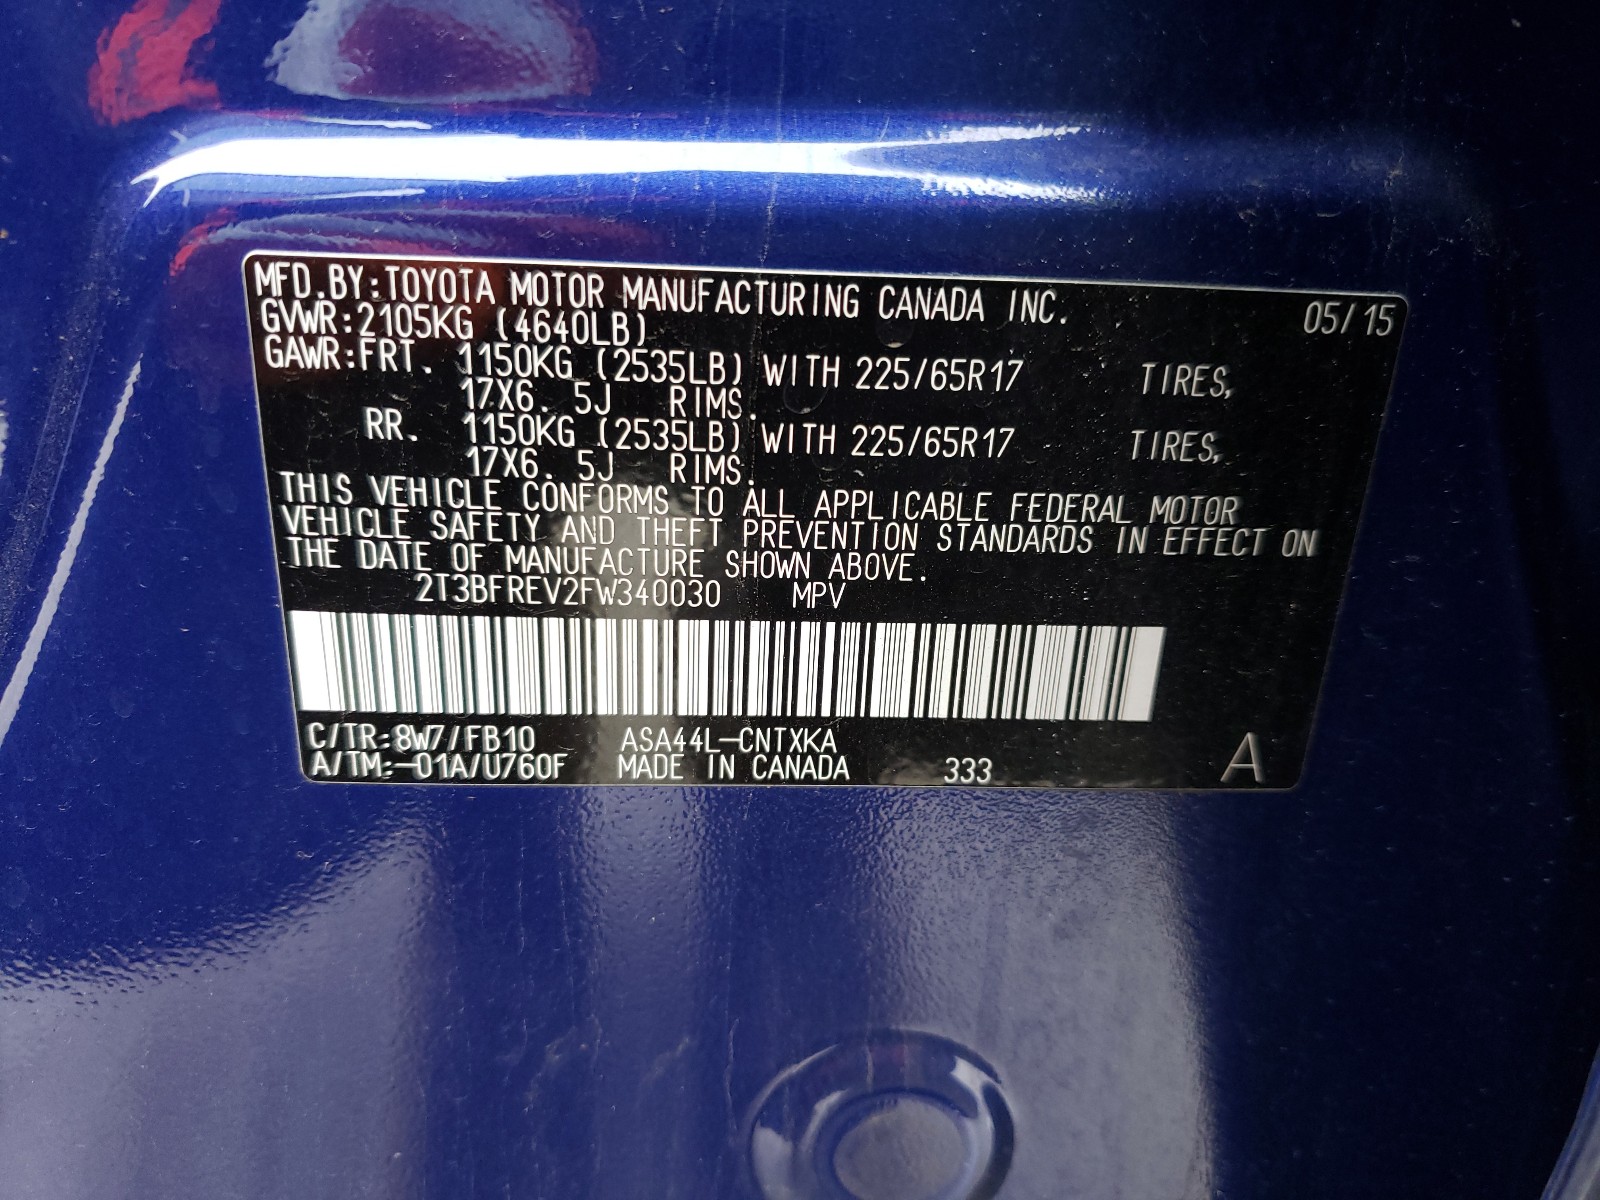 MFD.BY:TOYOTA MOTOR MANUFACTURING CANADA INC. 05/15
GVWR:2105KG (4640LB)
GAWR:FRT. 1150KG (2535LB) WITH 225/65R17 TIRES,
17X6. 5J RIMS.
RR. 1150KG (2535LB) WITH 225/65R17 TIRES,
17X6. 5J RIMS.
THIS VEHICLE CONFORMS TO ALL APPLICABLE FEDERAL MOTOR
VEHICLE SAFETY AND THEFT PREVENTION STANDARDS IN EFFECT ON
THE DATE OF MANUFACTURE SHOWN ABOVE.
2T3BFREV2FW340030 MPV
C/TR:8W7/FB10 ASA44L-CNTXKA
A/TM:-01A/U760F MADE IN CANADA 333 A